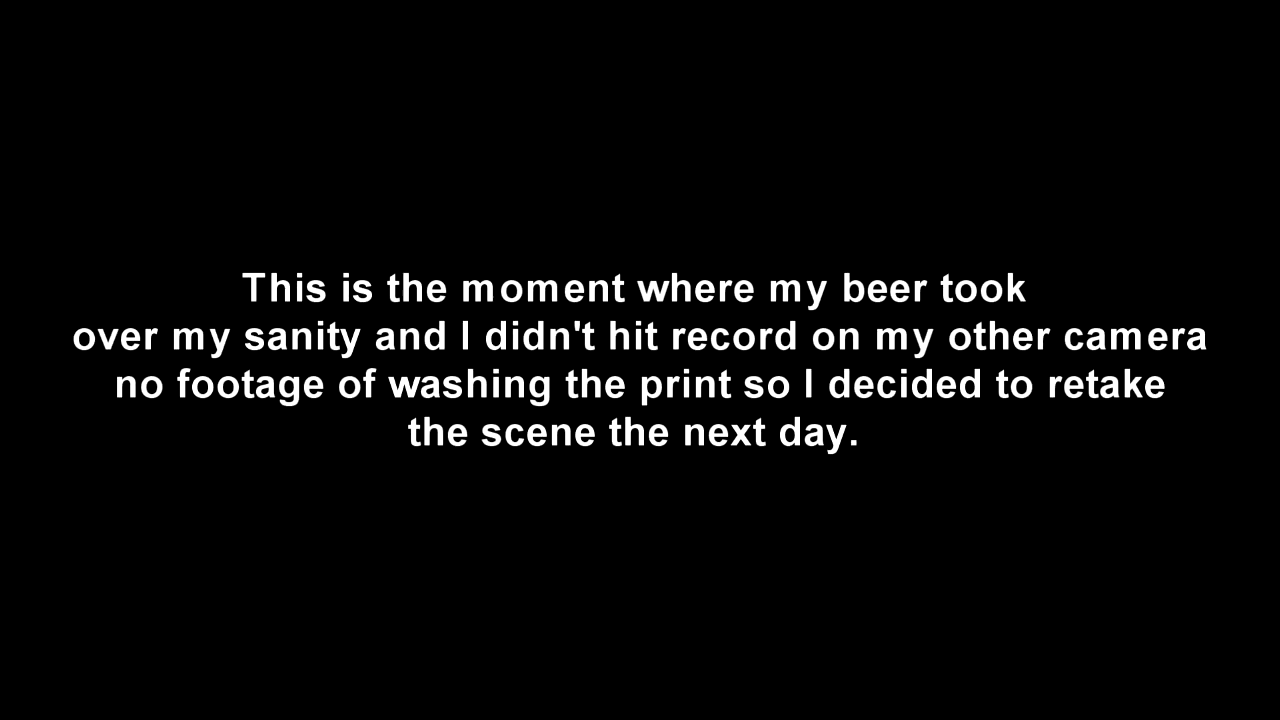 This is the moment where my beer took
over my sanity and I didn't hit record on my other camera
no footage of washing the print so I decided to retake
the scene the next day.